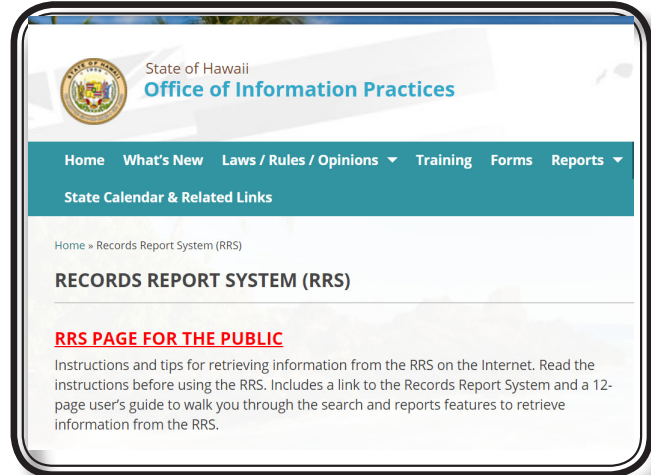 State of Hawaii
Office of Information Practices
Home What's New Laws / Rules / Opinions Training Forms Reports
State Calendar & Related Links
Home » Records Report System (RRS)
RECORDS REPORT SYSTEM (RRS)
RRS PAGE FOR THE PUBLIC
Instructions and tips for retrieving information from the RRS on the Internet. Read the
instructions before using the RRS. Includes a link to the Records Report System and a 12-
page user's guide to walk you through the search and reports features to retrieve
information from the RRS.